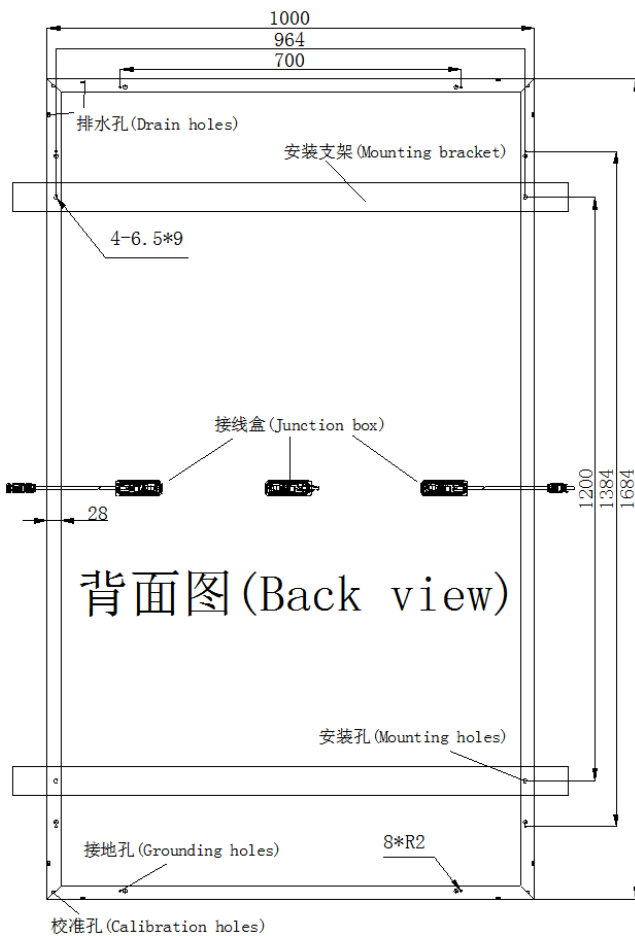 1000
964
700
排水孔(Drain holes)
安装支架(Mounting bracket)
4-6.5*9
接线盒(Junction box)
28
1200
1384
1684
背面图(Back view)
安装孔(Mounting holes)
接地孔(Grounding holes)
8*R2
校准孔(Calibration holes)